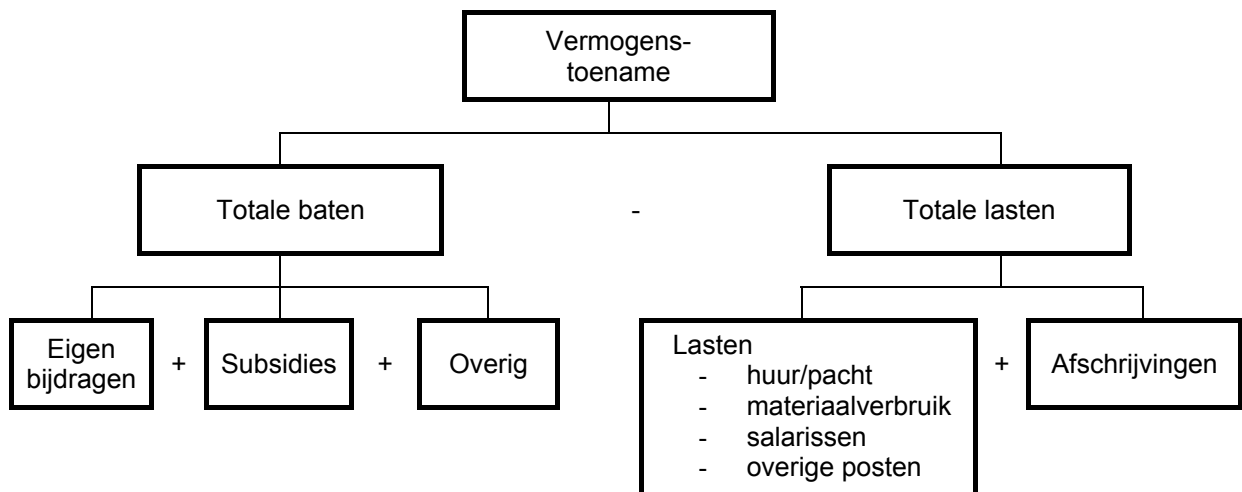 Vermogens-
toename
Totale baten - Totale lasten
Eigen
bijdragen + Subsidies + Overig
Lasten
- huur/pacht
- materiaalverbruik
- salarissen
- overige posten
+ Afschrijvingen